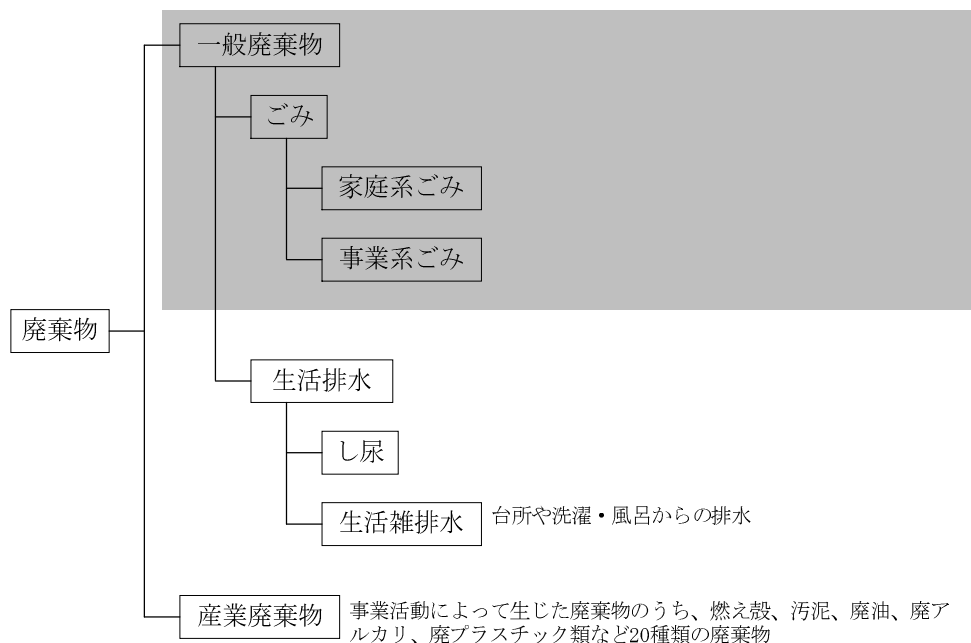 一般廃棄物
ごみ
家庭系ごみ
事業系ごみ
廃棄物
生活排水
し尿
生活雑排水
台所や洗濯・風呂からの排水
産業廃棄物
事業活動によって生じた廃棄物のうち、燃え殻、汚泥、廃油、廃ア
ルカリ、廃プラスチック類など20種類の廃棄物